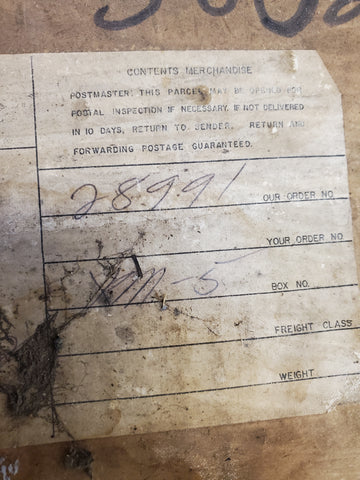 CONTENTS MERCHANDISE
POSTMASTER: THIS PARCEL MAY BE OPENED FOR
POSTAL INSPECTION IF NECESSARY. IF NOT DELIVERED
IN 10 DAYS, RETURN TO SENDER. RETURN AND
FORWARDING POSTAGE GUARANTEED.
28991 OUR ORDER NO.
YOUR ORDER NO.
BOX NO.
FREIGHT CLASS
WEIGHT